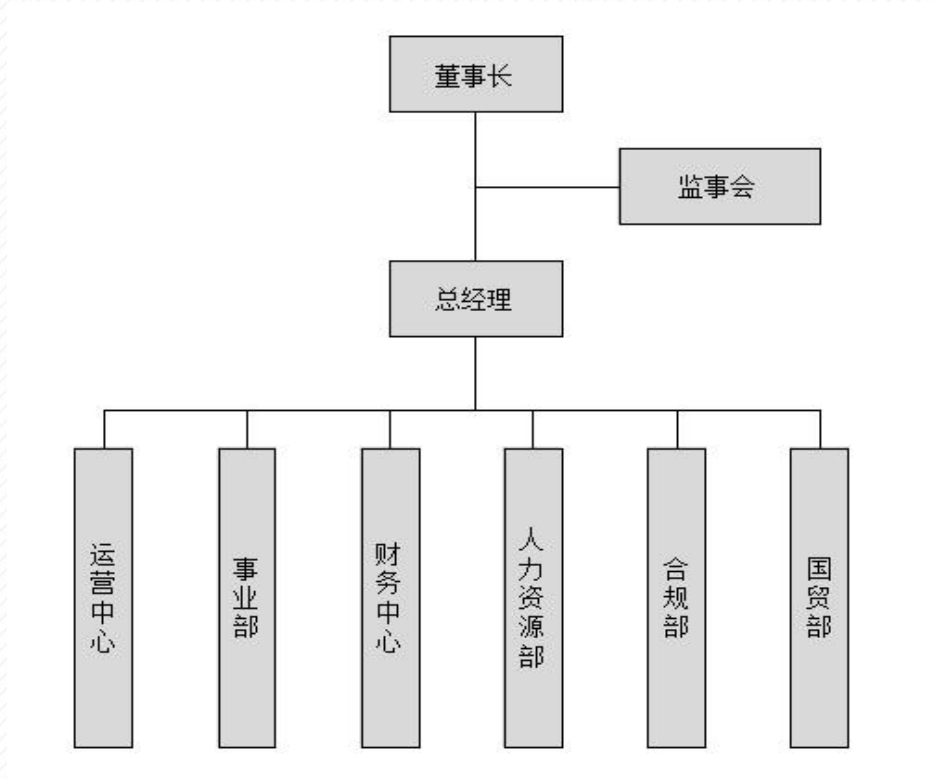 董事长
监事会
总经理
运营中心
事业部
财务中心
人力资源部
合规部
国贸部